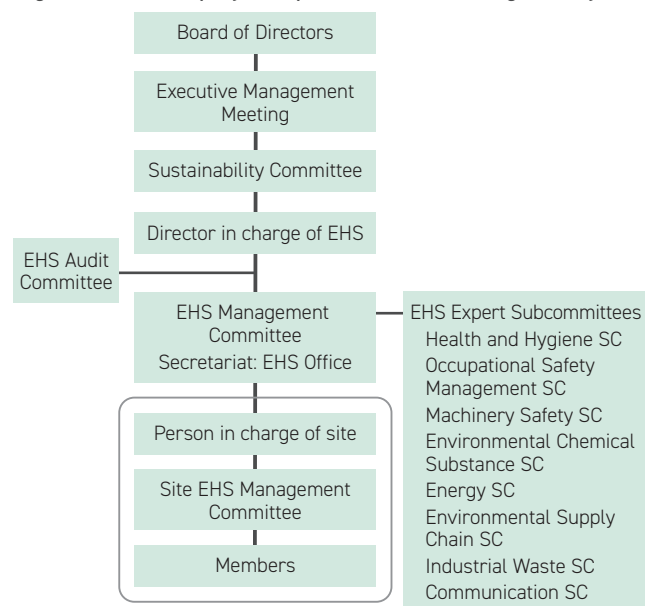 Board of Directors
Executive Management
Meeting
Sustainability Committee
Director in charge of EHS
EHS Audit
Committee
EHS Management
Committee
Secretariat: EHS Office
Person in charge of site
Site EHS Management
Committee
Members
EHS Expert Subcommittees
Health and Hygiene SC
Occupational Safety
Management SC
Machinery Safety SC
Environmental Chemical
Substance SC
Energy SC
Environmental Supply
Chain SC
Industrial Waste SC
Communication SC